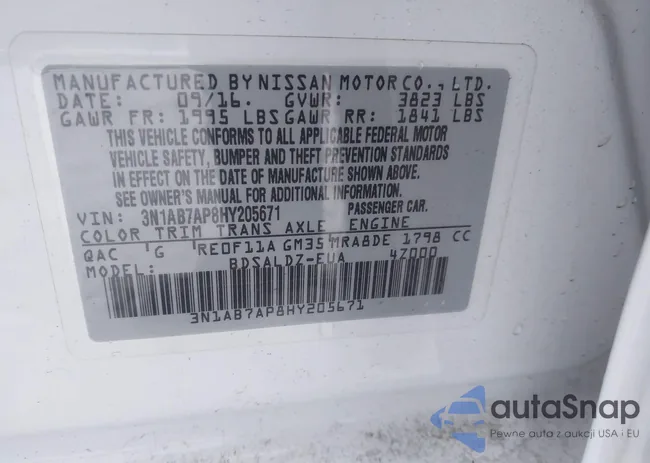 MANUFACTURED BY NISSAN MOTOR CO., LTD.
DATE: 09/16. GVWR: 3823 LBS
GAWR FR: 1995 LBS GAWR RR: 1841 LBS
THIS VEHICLE CONFORMS TO ALL APPLICABLE FEDERAL MOTOR
VEHICLE SAFETY, BUMPER AND THEFT PREVENTION STANDARDS
IN EFFECT ON THE DATE OF MANUFACTURE SHOWN ABOVE.
SEE OWNER'S MANUAL FOR ADDITIONAL INFORMATION.
VIN: 3N1AB7AP8HY205671 PASSENGER CAR.
COLOR TRIM TRANS AXLE ENGINE
QAC G RE0F11A GM35 MRA8DE 1798 CC
MODEL: BDSALDZ-EUA 4Z000
3N1AB7AP8HY205671
autoSnap
Pewne auta z aukcji USA i EU